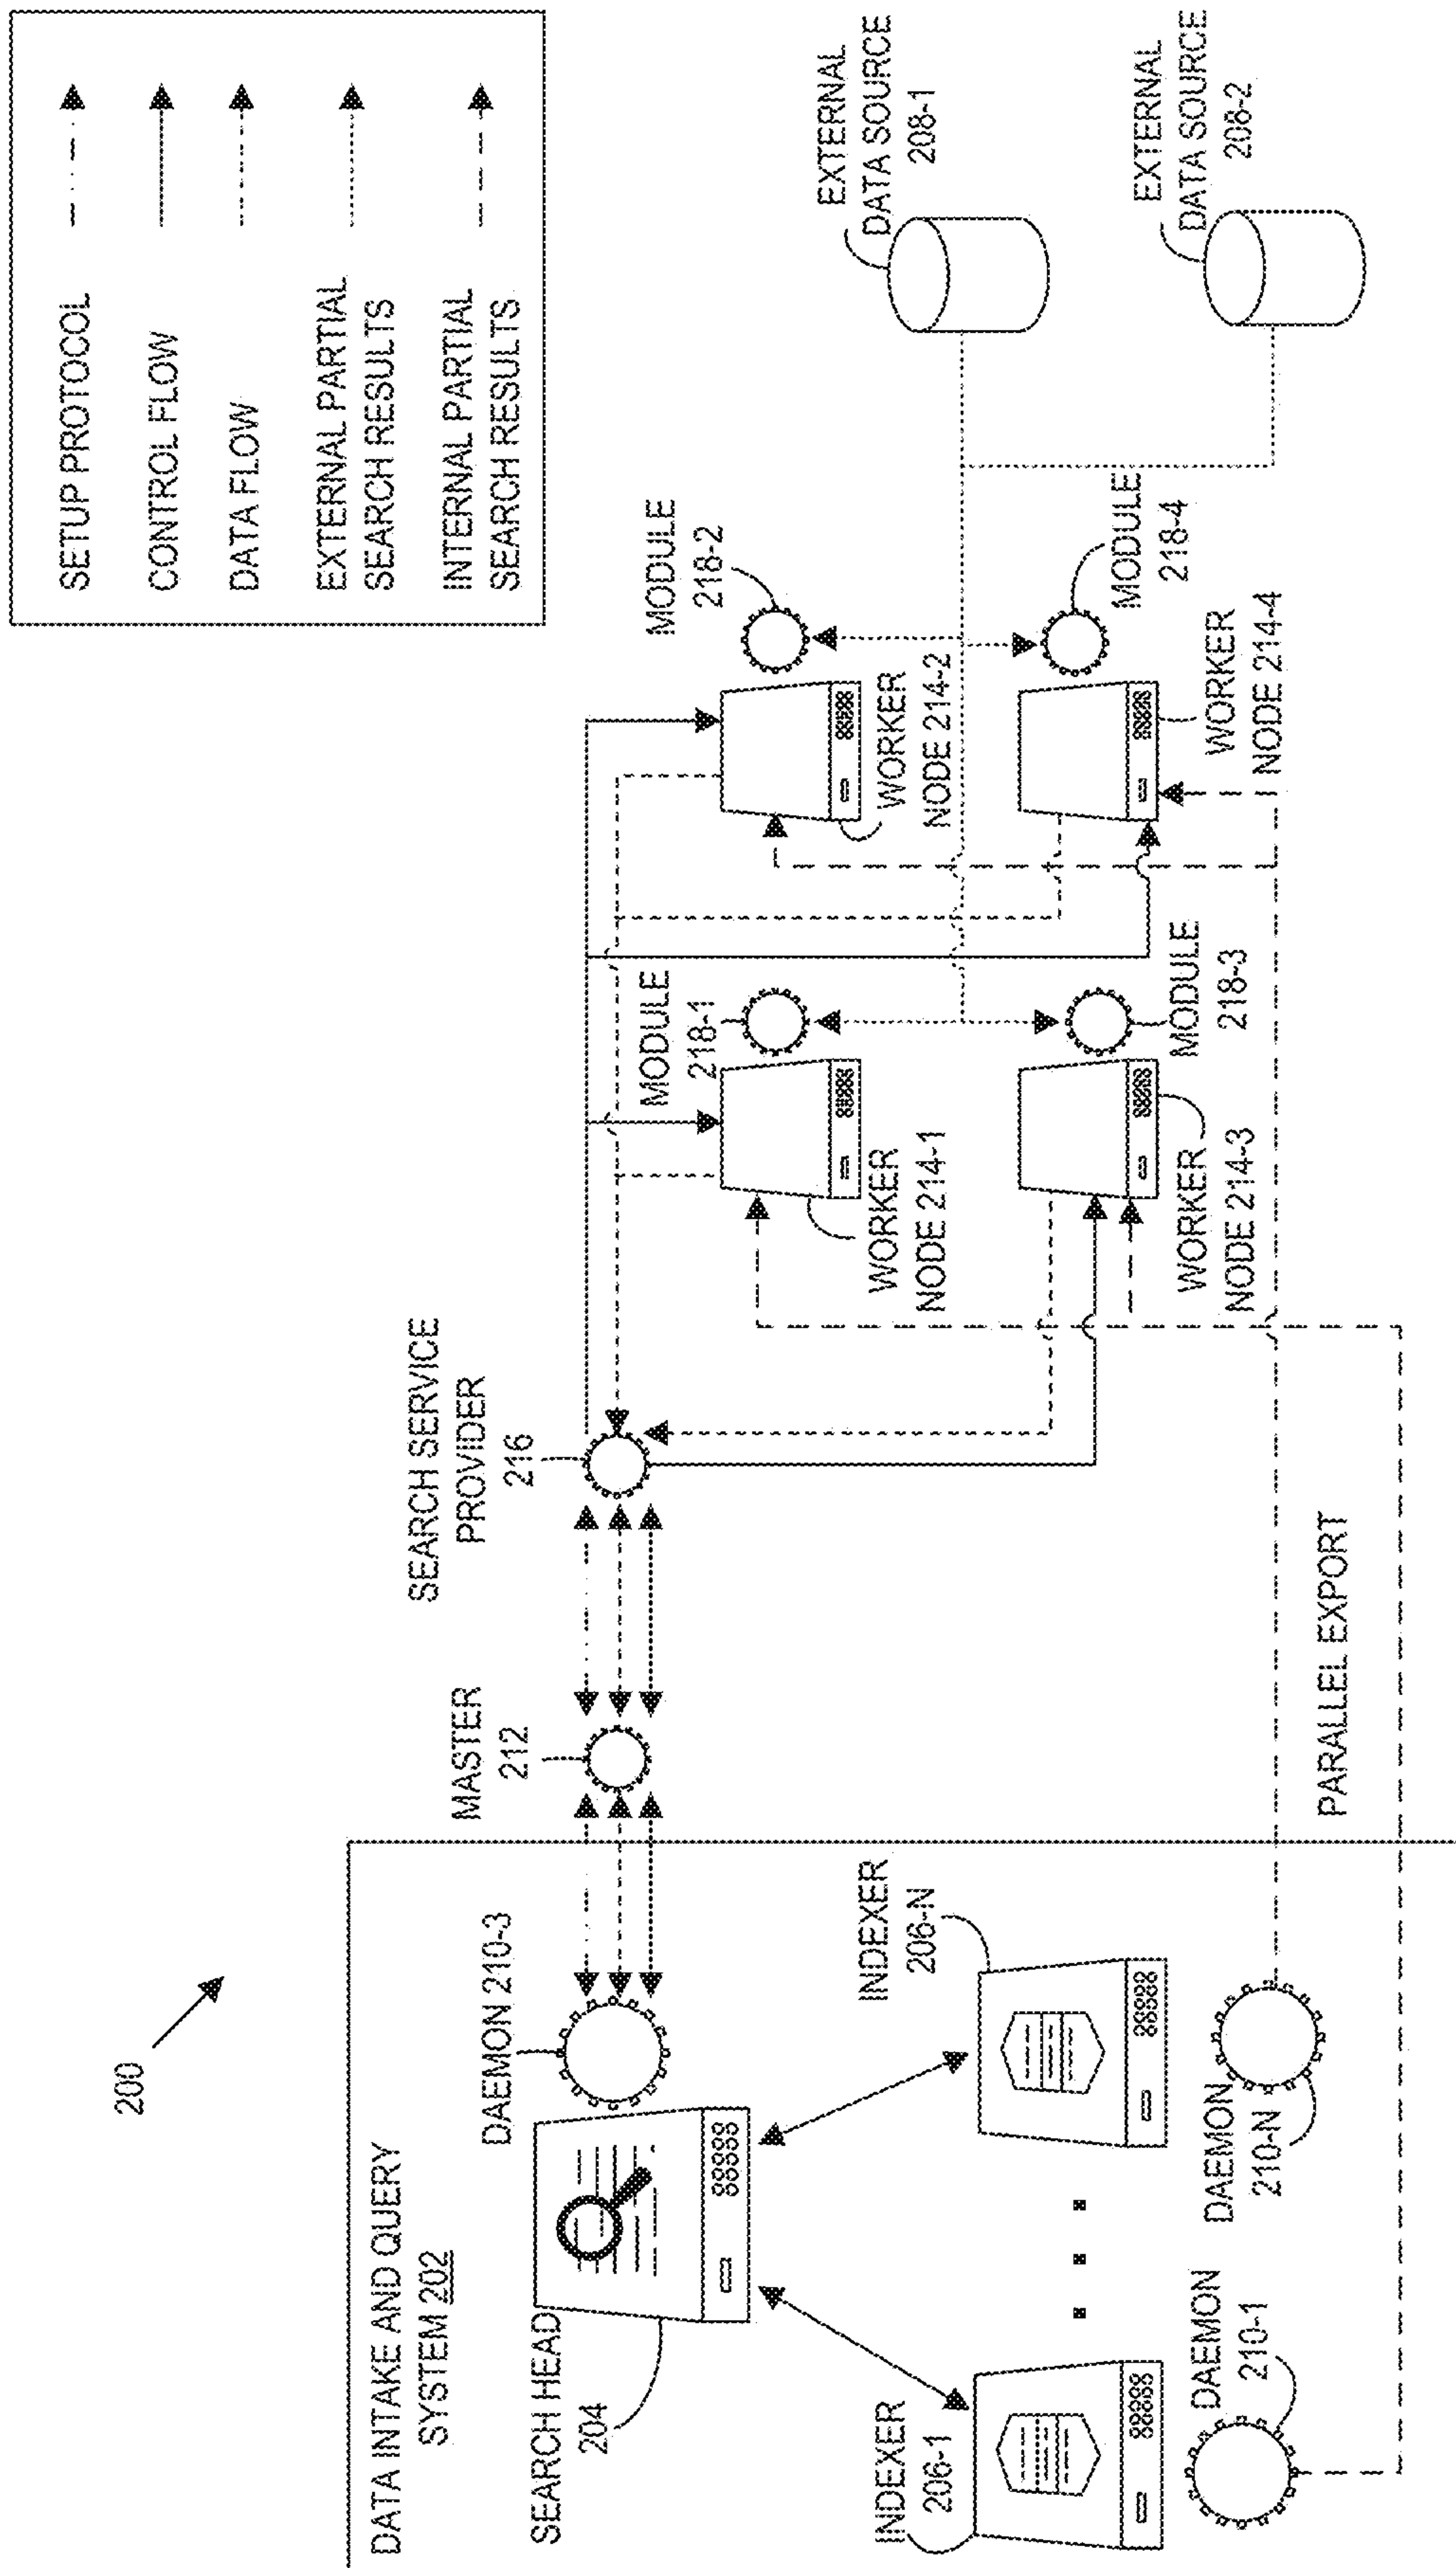 200
DATA INTAKE AND QUERY
SYSTEM 202
SEARCH HEAD
204
DAEMON 210-3
INDEXER
206-1
INDEXER
206-N
DAEMON
210-1
DAEMON
210-N
MASTER
212
SEARCH SERVICE
PROVIDER
216
PARALLEL EXPORT
MODULE
218-1
WORKER
NODE 214-1
MODULE
218-2
WORKER
NODE 214-2
MODULE
218-3
WORKER
NODE 214-3
MODULE
218-4
WORKER
NODE 214-4
EXTERNAL
DATA SOURCE
208-1
EXTERNAL
DATA SOURCE
208-2
SETUP PROTOCOL
CONTROL FLOW
DATA FLOW
EXTERNAL PARTIAL
SEARCH RESULTS
INTERNAL PARTIAL
SEARCH RESULTS